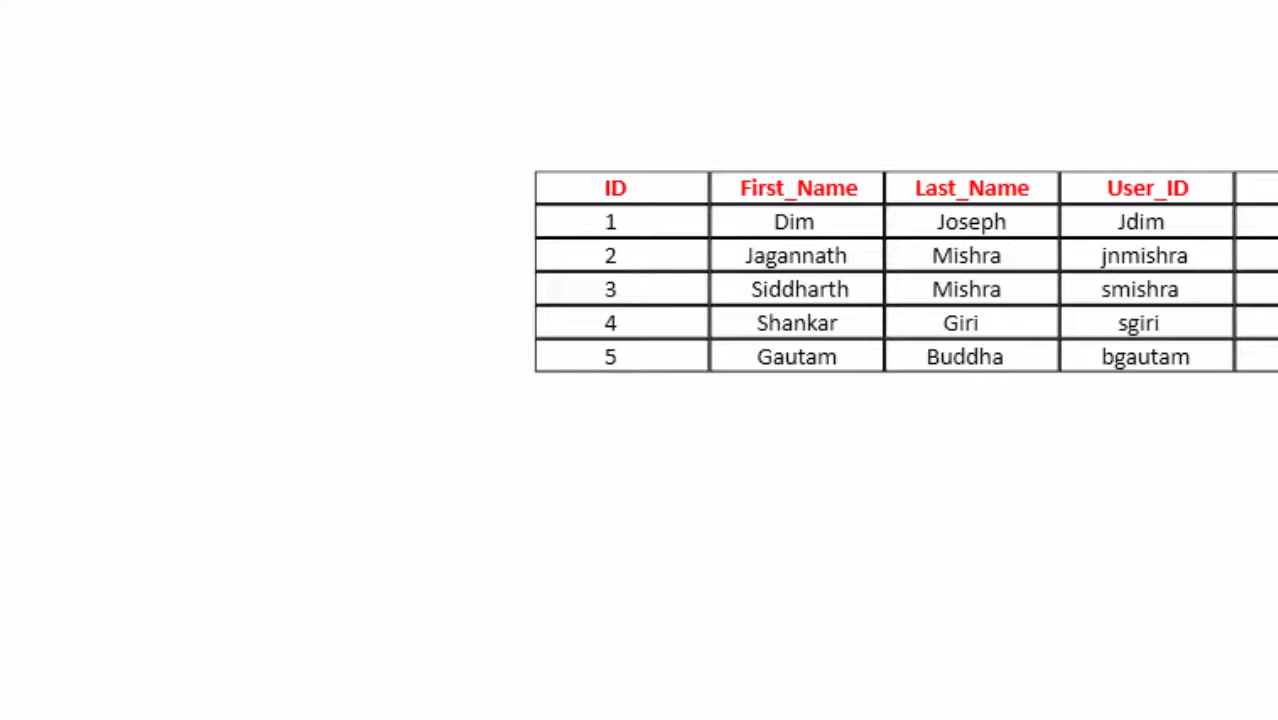 ID First_Name Last_Name User_ID
1 Dim Joseph Jdim
2 Jagannath Mishra jnmishra
3 Siddharth Mishra smishra
4 Shankar Giri sgiri
5 Gautam Buddha bgautam